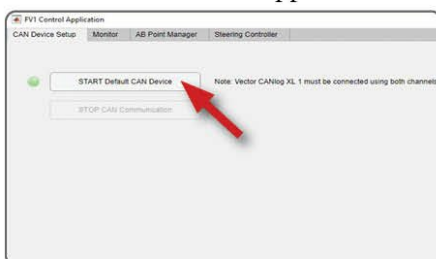 FV1 Control Application
CAN Device Setup Monitor AB Point Manager Steering Controller
START Default CAN Device Note: Vector CANlog XL 1 must be connected using both channels
STOP CAN Communication